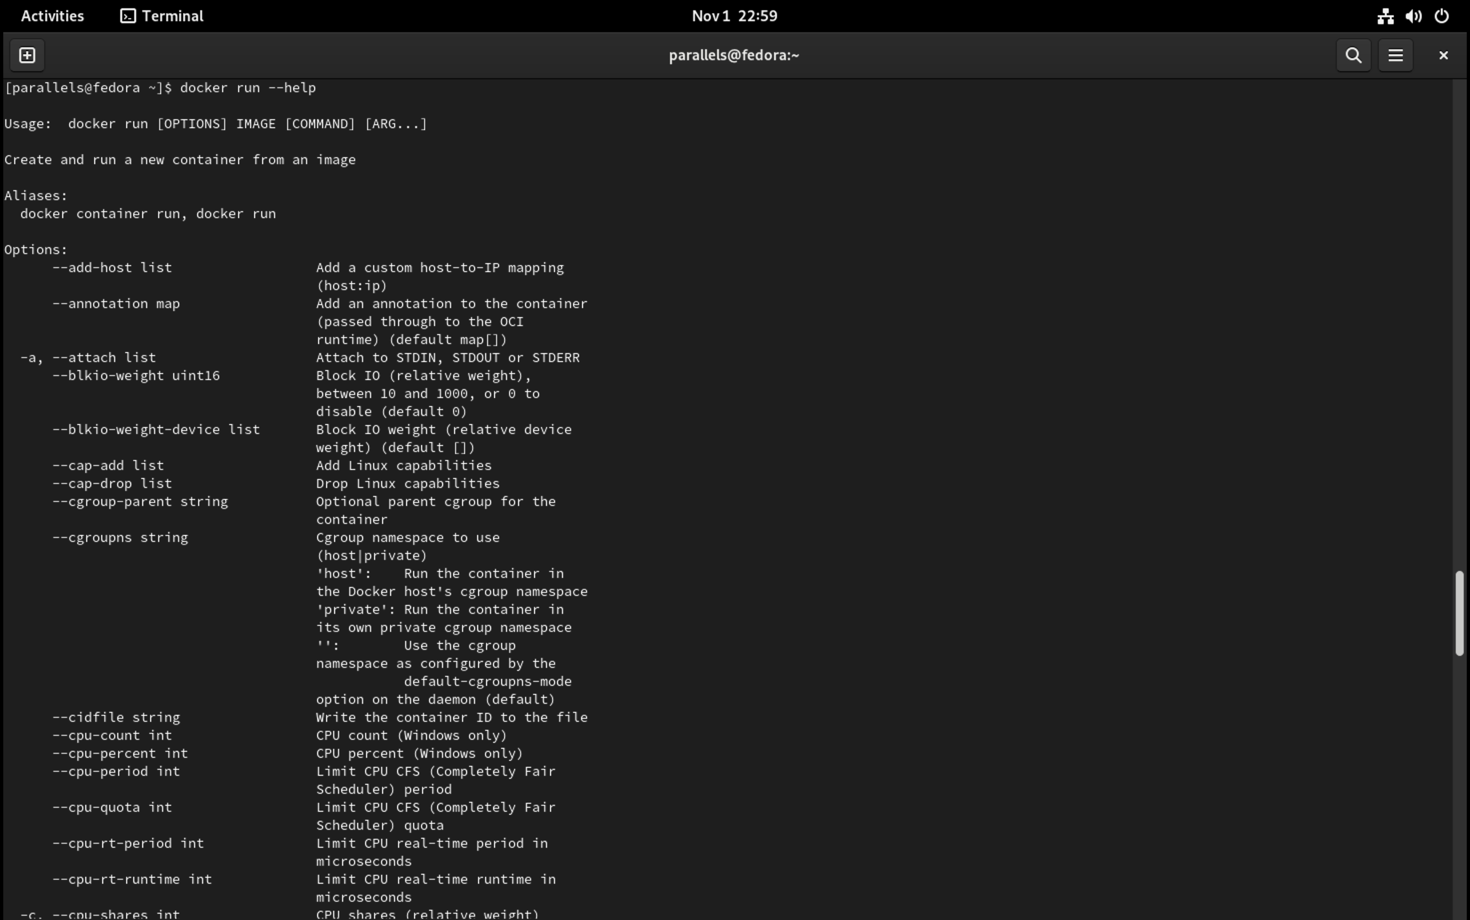 Activities Terminal Nov 1 22:59
parallels@fedora:~
[parallels@fedora ~]$ docker run --help
Usage:  docker run [OPTIONS] IMAGE [COMMAND] [ARG...]
Create and run a new container from an image
Aliases:
  docker container run, docker run
Options:
      --add-host list                  Add a custom host-to-IP mapping
                                       (host:ip)
      --annotation map                 Add an annotation to the container
                                       (passed through to the OCI
                                       runtime) (default map[])
  -a, --attach list                    Attach to STDIN, STDOUT or STDERR
      --blkio-weight uint16            Block IO (relative weight),
                                       between 10 and 1000, or 0 to
                                       disable (default 0)
      --blkio-weight-device list       Block IO weight (relative device
                                       weight) (default [])
      --cap-add list                   Add Linux capabilities
      --cap-drop list                  Drop Linux capabilities
      --cgroup-parent string           Optional parent cgroup for the
                                       container
      --cgroupns string                Cgroup namespace to use
                                       (host|private)
                                       'host':    Run the container in
                                       the Docker host's cgroup namespace
                                       'private': Run the container in
                                       its own private cgroup namespace
                                       '':        Use the cgroup
                                       namespace as configured by the
                                                  default-cgroupns-mode
                                       option on the daemon (default)
      --cidfile string                 Write the container ID to the file
      --cpu-count int                  CPU count (Windows only)
      --cpu-percent int                CPU percent (Windows only)
      --cpu-period int                 Limit CPU CFS (Completely Fair
                                       Scheduler) period
      --cpu-quota int                  Limit CPU CFS (Completely Fair
                                       Scheduler) quota
      --cpu-rt-period int              Limit CPU real-time period in
                                       microseconds
      --cpu-rt-runtime int             Limit CPU real-time runtime in
                                       microseconds
  -c, --cpu-shares int                 CPU shares (relative weight)